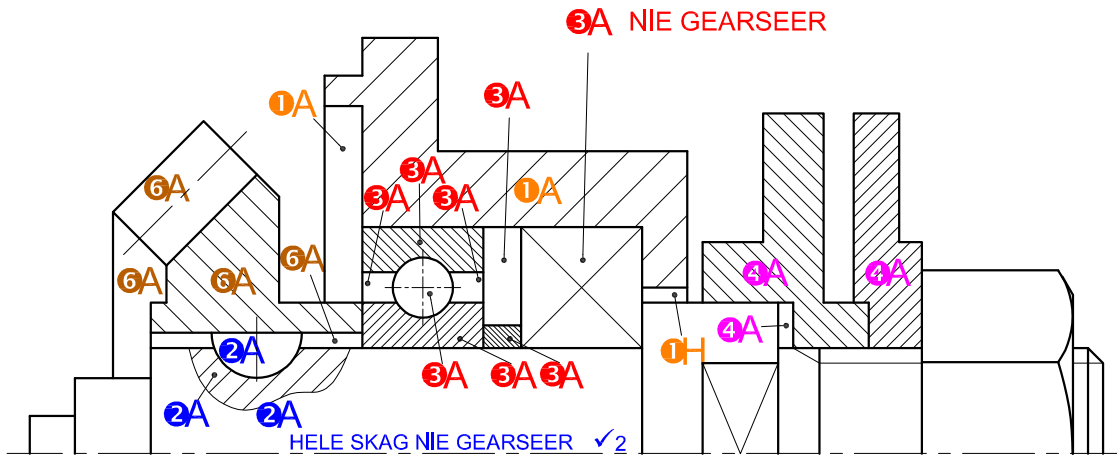 ❸A NIE GEARSEER
❸A
❶A
❸A
❸A
❸A
❶A
❻A
❻A
❻A
❻A
❹A
❹A
❹A
❷A
❶H
❸A
❸A
❸A
❷A
❷A
HELE SKAG NIE GEARSEER ✓2